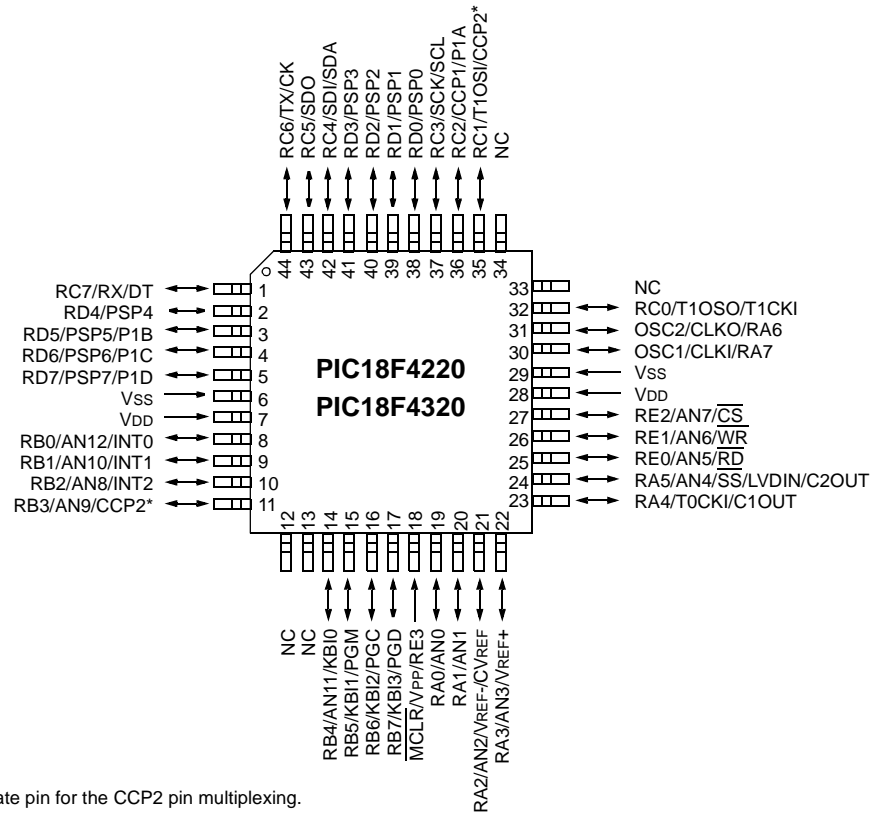 RC6/TX/CK
RC5/SDO
RC4/SDI/SDA
RD3/PSP3
RD2/PSP2
RD1/PSP1
RD0/PSP0
RC3/SCK/SCL
RC2/CCP1/P1A
RC1/T1OSI/CCP2*
NC
44
43
42
41
40
39
38
37
36
35
34
RC7/RX/DT
1
RD4/PSP4
2
RD5/PSP5/P1B
3
RD6/PSP6/P1C
4
RD7/PSP7/P1D
5
VSS
6
VDD
7
RB0/AN12/INT0
8
RB1/AN10/INT1
9
RB2/AN8/INT2
10
RB3/AN9/CCP2*
11
PIC18F4220
PIC18F4320
33
NC
32
RC0/T1OSO/T1CKI
31
OSC2/CLKO/RA6
30
OSC1/CLKI/RA7
29
VSS
28
VDD
27
RE2/AN7/CS
26
RE1/AN6/WR
25
RE0/AN5/RD
24
RA5/AN4/SS/LVDIN/C2OUT
23
RA4/T0CKI/C1OUT
12
13
14
15
16
17
18
19
20
21
22
NC
NC
RB4/AN11/KBI0
RB5/KBI1/PGM
RB6/KBI2/PGC
RB7/KBI3/PGD
MCLR/VPP/RE3
RA0/AN0
RA1/AN1
RA2/AN2/VREF-/CVREF
RA3/AN3/VREF+
ate pin for the CCP2 pin multiplexing.